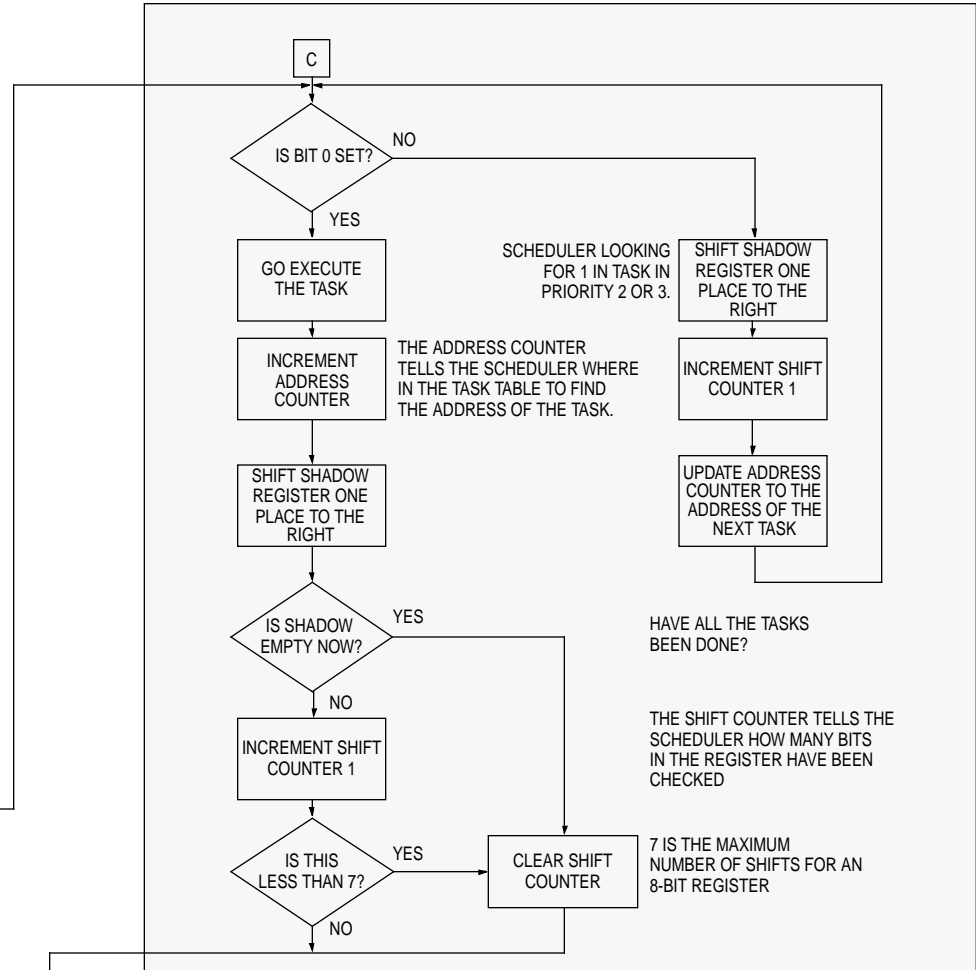 C
IS BIT 0 SET?
NO
YES
GO EXECUTE
THE TASK
SCHEDULER LOOKING
FOR 1 IN TASK IN
PRIORITY 2 OR 3.
SHIFT SHADOW
REGISTER ONE
PLACE TO THE
RIGHT
INCREMENT
ADDRESS
COUNTER
THE ADDRESS COUNTER
TELLS THE SCHEDULER WHERE
IN THE TASK TABLE TO FIND
THE ADDRESS OF THE TASK.
INCREMENT SHIFT
COUNTER 1
SHIFT SHADOW
REGISTER ONE
PLACE TO THE
RIGHT
UPDATE ADDRESS
COUNTER TO THE
ADDRESS OF THE
NEXT TASK
IS SHADOW
EMPTY NOW?
YES
NO
HAVE ALL THE TASKS
BEEN DONE?
INCREMENT SHIFT
COUNTER 1
THE SHIFT COUNTER TELLS THE
SCHEDULER HOW MANY BITS
IN THE REGISTER HAVE BEEN
CHECKED
IS THIS
LESS THAN 7?
YES
NO
CLEAR SHIFT
COUNTER
7 IS THE MAXIMUM
NUMBER OF SHIFTS FOR AN
8-BIT REGISTER